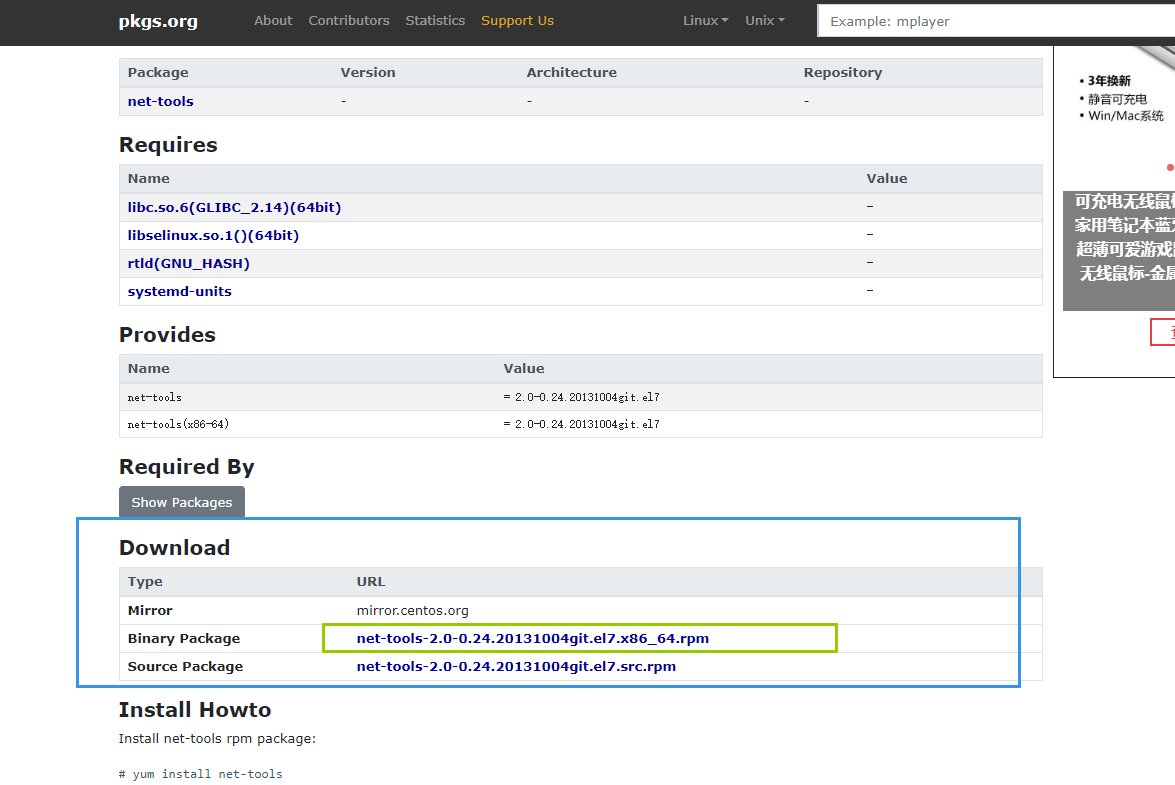 pkgs.org About Contributors Statistics Support Us Linux Unix Example: mplayer
Package Version Architecture Repository
net-tools - - -
Requires
Name Value
libc.so.6(GLIBC_2.14)(64bit) -
libselinux.so.1()(64bit) -
rtld(GNU_HASH) -
systemd-units -
Provides
Name Value
net-tools = 2.0-0.24.20131004git.el7
net-tools(x86-64) = 2.0-0.24.20131004git.el7
Required By
Show Packages
Download
Type URL
Mirror mirror.centos.org
Binary Package net-tools-2.0-0.24.20131004git.el7.x86_64.rpm
Source Package net-tools-2.0-0.24.20131004git.el7.src.rpm
Install Howto
Install net-tools rpm package:
# yum install net-tools
• 3年换新
• 静音可充电
• Win/Mac系统
可充电无线鼠
家用笔记本蓝
超薄可爱游戏
无线鼠标-金